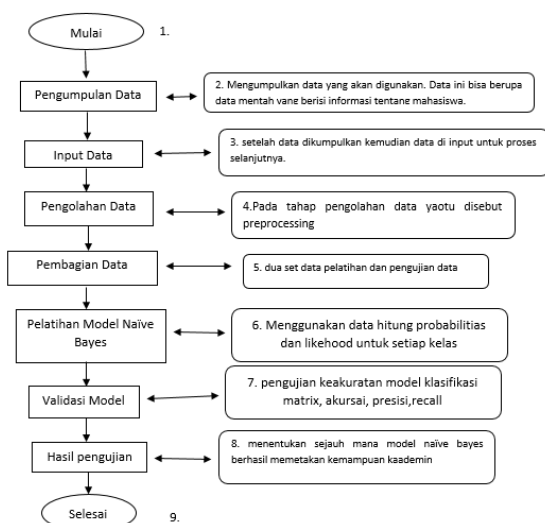 Mulai
1.
Pengumpulan Data
2. Mengumpulkan data yang akan digunakan. Data ini bisa berupa
data mentah yang berisi informasi tentang mahasiswa.
Input Data
3. setelah data dikumpulkan kemudian data di input untuk proses
selanjutnya.
Pengolahan Data
4.Pada tahap pengolahan data yaotu disebut
preprocessing
Pembagian Data
5. dua set data pelatihan dan pengujian data
Pelatihan Model Naïve
Bayes
6. Menggunakan data hitung probabilitias
dan likehood untuk setiap kelas
Validasi Model
7. pengujian keakuratan model klasifikasi
matrix, akursai, presisi,recall
Hasil pengujian
8. menentukan sejauh mana model naïve bayes
berhasil memetakan kemampuan kaademin
Selesai
9.